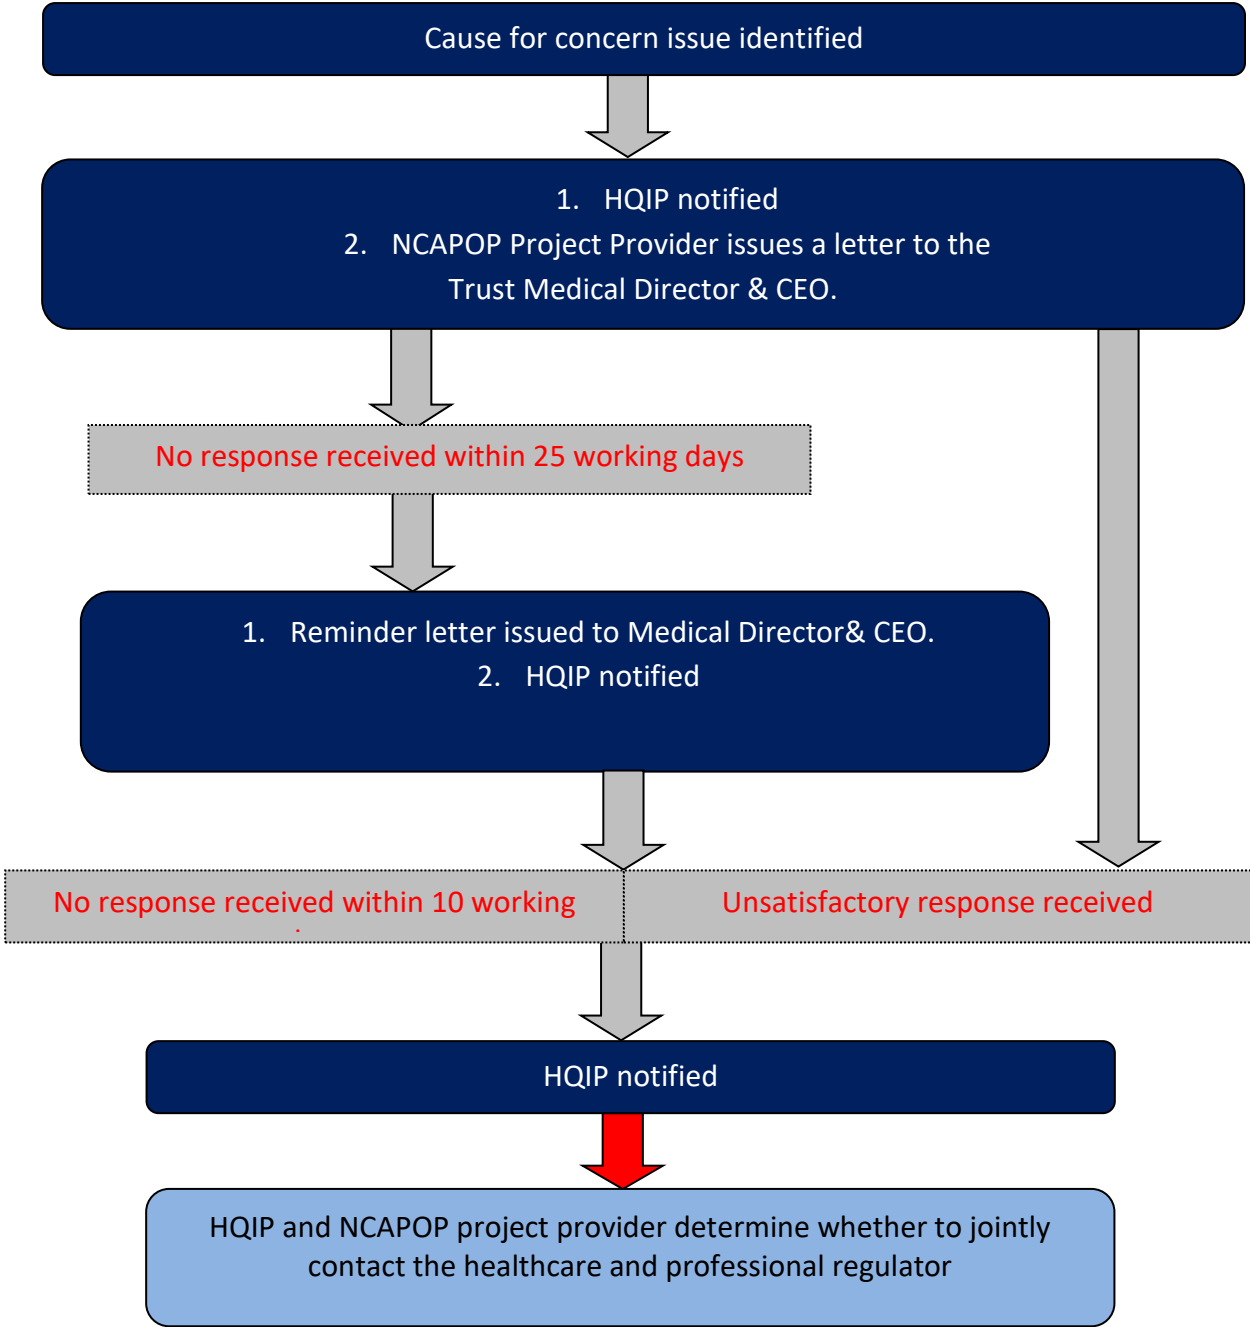 Cause for concern issue identified
1. HQIP notified
2. NCAPOP Project Provider issues a letter to the
Trust Medical Director & CEO.
No response received within 25 working days
1. Reminder letter issued to Medical Director& CEO.
2. HQIP notified
No response received within 10 working
Unsatisfactory response received
HQIP notified
HQIP and NCAPOP project provider determine whether to jointly
contact the healthcare and professional regulator